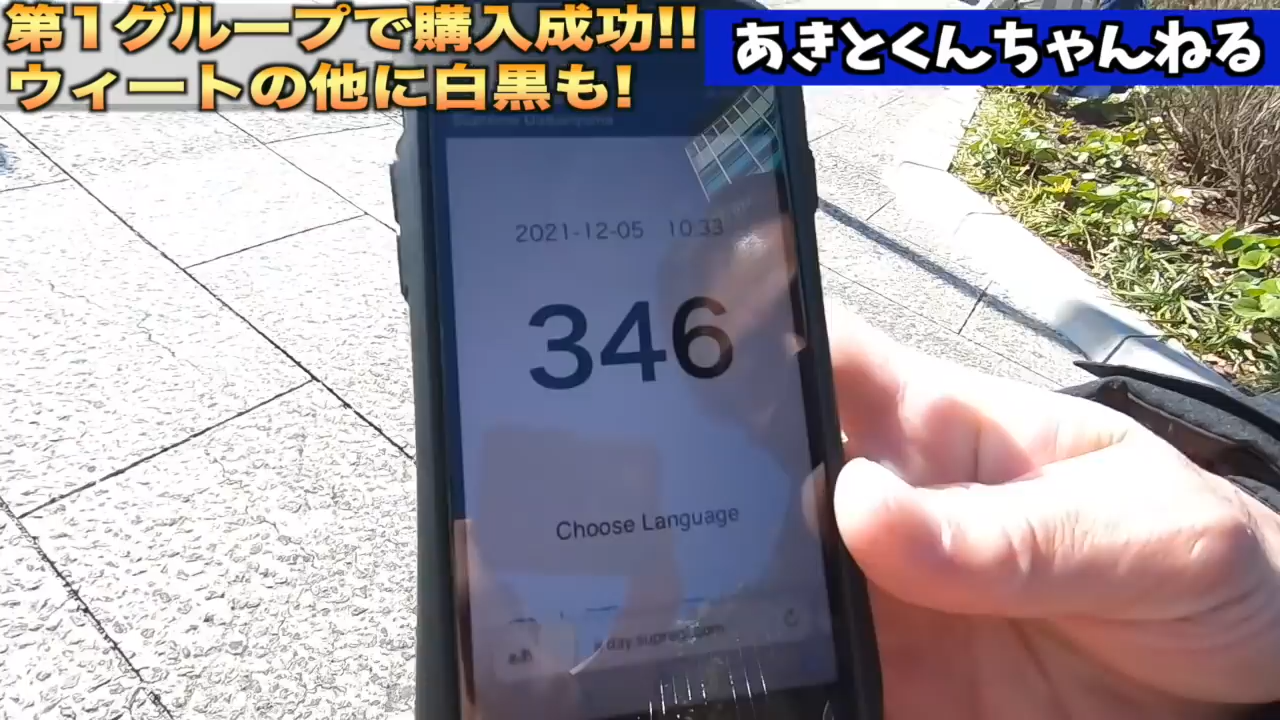 第1グループで購入成功!!
ウィートの他に白黒も!
あきとくんちゃんねる
2021-12-05 10:33
346
Choose Language